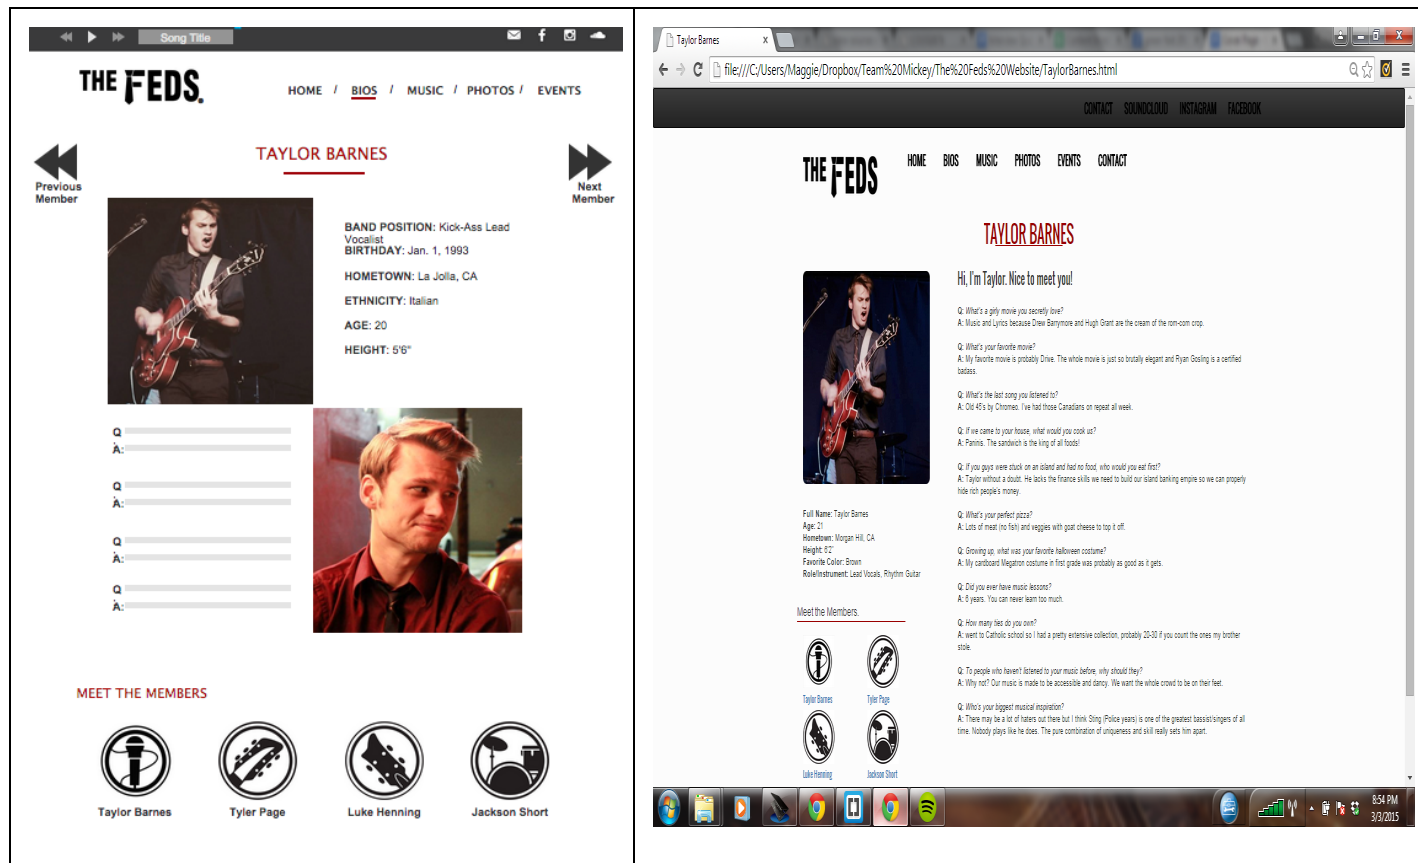 Song Title
THE FEDS.
HOME / BIOS / MUSIC / PHOTOS / EVENTS
TAYLOR BARNES
Previous
Member
Next
Member
BAND POSITION: Kick-Ass Lead
Vocalist
BIRTHDAY: Jan. 1, 1993
HOMETOWN: La Jolla, CA
ETHNICITY: Italian
AGE: 20
HEIGHT: 5'6"
Q
A:
Q
A:
Q
A:
Q
A:
MEET THE MEMBERS
Taylor Barnes
Tyler Page
Luke Henning
Jackson Short
Taylor Barnes x
file:///C:/Users/Maggie/Dropbox/Team%20Mickey/The%20Feds%20Website/TaylorBarnes.html
CONTACT SOUNDCLOUD INSTAGRAM FACEBOOK
THE FEDS
HOME BIOS MUSIC PHOTOS EVENTS CONTACT
TAYLOR BARNES
Full Name: Taylor Barnes
Age: 21
Hometown: Morgan Hill, CA
Height: 6'2"
Favorite Color: Brown
Role/Instrument: Lead Vocals, Rhythm Guitar
Meet the Members.
Taylor Barnes
Tyler Page
Luke Henning
Jackson Short
Hi, I'm Taylor. Nice to meet you!
Q: What's a girly movie you secretly love?
A: Music and Lyrics because Drew Barrymore and Hugh Grant are the cream of the rom-com crop.
Q: What's your favorite movie?
A: My favorite movie is probably Drive. The whole movie is just so brutally elegant and Ryan Gosling is a certified
badass.
Q: What's the last song you listened to?
A: Old 45's by Chromeo. I've had those Canadians on repeat all week.
Q: If we came to your house, what would you cook us?
A: Paninis. The sandwich is the king of all foods!
Q: If you guys were stuck on an island and had no food, who would you eat first?
A: Taylor without a doubt. He lacks the finance skills we need to build our island banking empire so we can properly
hide rich people's money.
Q: What's your perfect pizza?
A: Lots of meat (no fish) and veggies with goat cheese to top it off.
Q: Growing up, what was your favorite halloween costume?
A: My cardboard Megatron costume in first grade was probably as good as it gets.
Q: Did you ever have music lessons?
A: 6 years. You can never learn too much.
Q: How many ties do you own?
A: went to Catholic school so I had a pretty extensive collection, probably 20-30 if you count the ones my brother
stole.
Q: To people who haven't listened to your music before, why should they?
A: Why not? Our music is made to be accessible and dancy. We want the whole crowd to be on their feet.
Q: Who's your biggest musical inspiration?
A: There may be a lot of haters out there but I think Sting (Police years) is one of the greatest bassist/singers of all
time. Nobody plays like he does. The pure combination of uniqueness and skill really sets him apart.
8:54 PM
3/3/2015